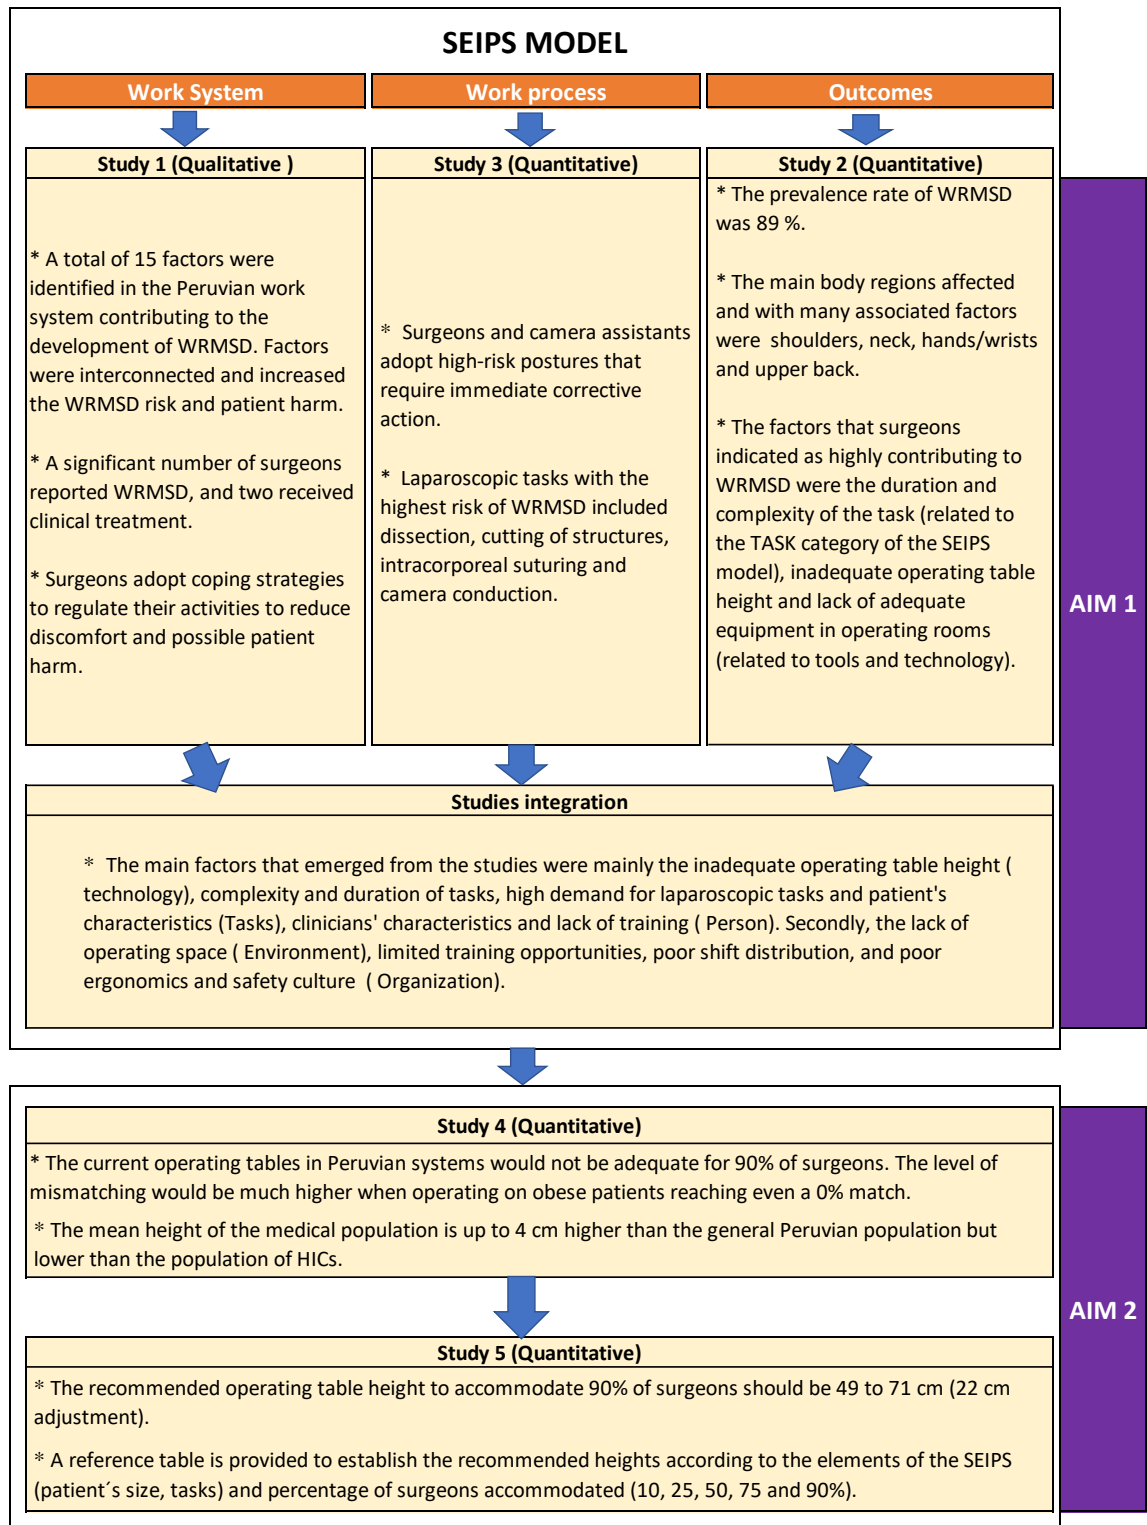 SEIPS MODEL
Work System
Work process
Outcomes
Study 1 (Qualitative )
* A total of 15 factors were
identified in the Peruvian work
system contributing to the
development of WRMSD. Factors
were interconnected and increased
the WRMSD risk and patient harm.
* A significant number of surgeons
reported WRMSD, and two received
clinical treatment.
* Surgeons adopt coping strategies
to regulate their activities to reduce
discomfort and possible patient
harm.
Study 3 (Quantitative)
* Surgeons and camera assistants
adopt high-risk postures that
require immediate corrective
action.
* Laparoscopic tasks with the
highest risk of WRMSD included
dissection, cutting of structures,
intracorporeal suturing and
camera conduction.
Study 2 (Quantitative)
* The prevalence rate of WRMSD
was 89 %.
* The main body regions affected
and with many associated factors
were shoulders, neck, hands/wrists
and upper back.
* The factors that surgeons
indicated as highly contributing to
WRMSD were the duration and
complexity of the task (related to
the TASK category of the SEIPS
model), inadequate operating table
height and lack of adequate
equipment in operating rooms
(related to tools and technology).
AIM 1
Studies integration
* The main factors that emerged from the studies were mainly the inadequate operating table height (
technology), complexity and duration of tasks, high demand for laparoscopic tasks and patient's
characteristics (Tasks), clinicians' characteristics and lack of training ( Person). Secondly, the lack of
operating space ( Environment), limited training opportunities, poor shift distribution, and poor
ergonomics and safety culture ( Organization).
Study 4 (Quantitative)
* The current operating tables in Peruvian systems would not be adequate for 90% of surgeons. The level of
mismatching would be much higher when operating on obese patients reaching even a 0% match.
* The mean height of the medical population is up to 4 cm higher than the general Peruvian population but
lower than the population of HICs.
AIM 2
Study 5 (Quantitative)
* The recommended operating table height to accommodate 90% of surgeons should be 49 to 71 cm (22 cm
adjustment).
* A reference table is provided to establish the recommended heights according to the elements of the SEIPS
(patient´s size, tasks) and percentage of surgeons accommodated (10, 25, 50, 75 and 90%).